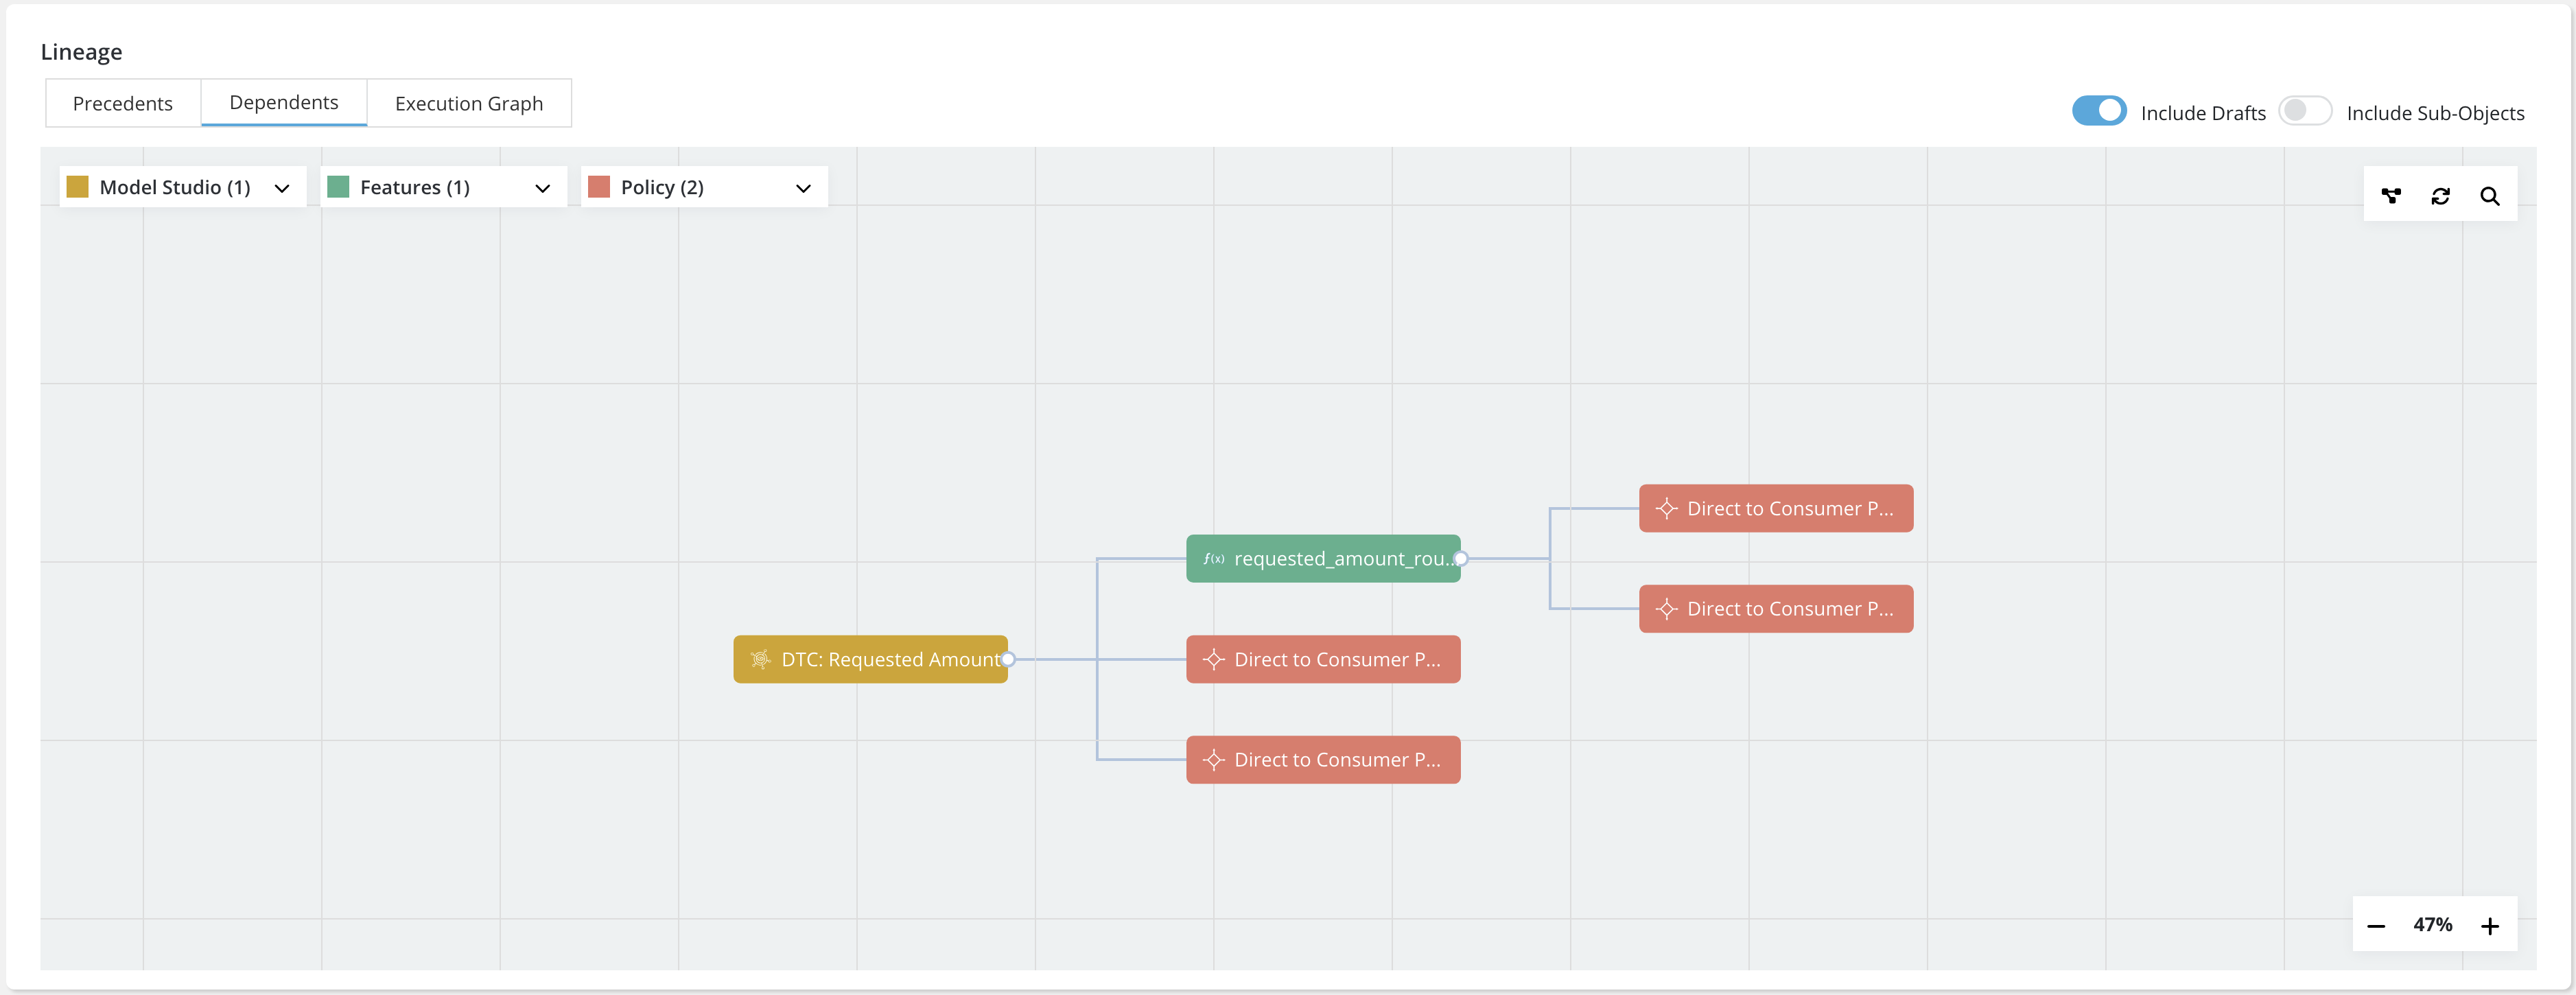 Lineage
Precedents
Dependents
Execution Graph
Include Drafts
Include Sub-Objects
Model Studio (1)
Features (1)
Policy (2)
Direct to Consumer P...
f(x) requested_amount_rou...
Direct to Consumer P...
DTC: Requested Amount
Direct to Consumer P...
Direct to Consumer P...
47%